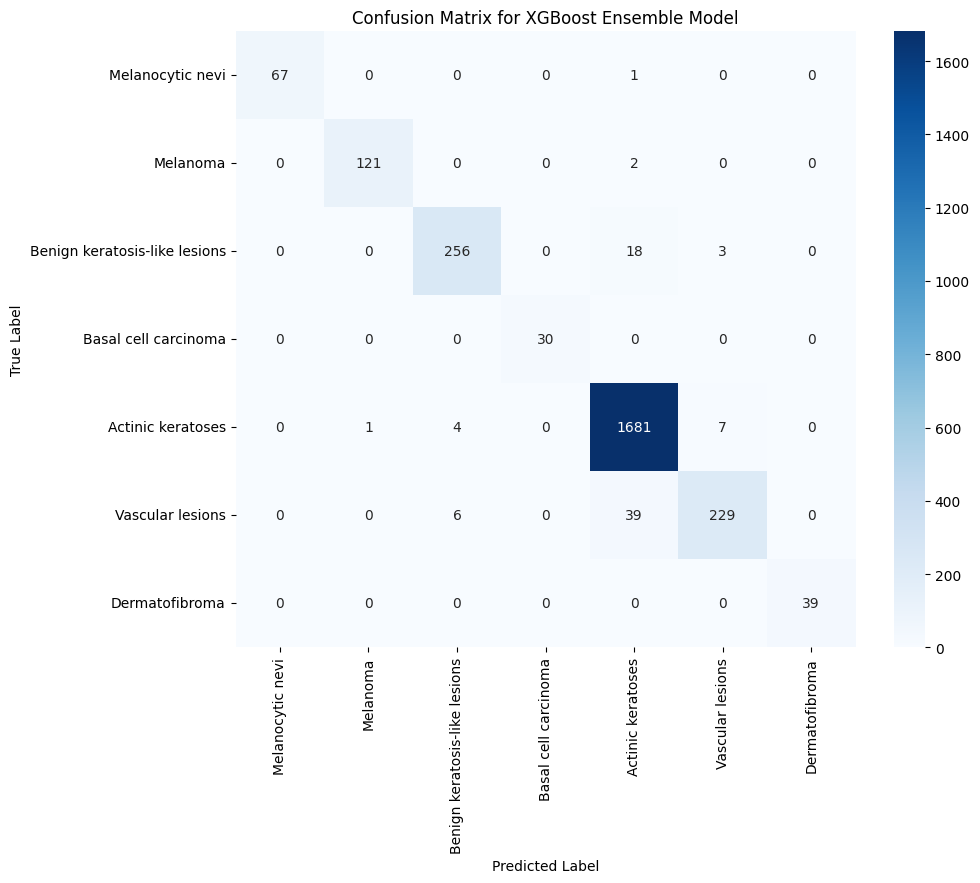 Confusion Matrix for XGBoost Ensemble Model
Melanocytic nevi 67 0 0 0 1 0 0
Melanoma 0 121 0 0 2 0 0
Benign keratosis-like lesions 0 0 256 0 18 3 0
Basal cell carcinoma 0 0 0 30 0 0 0
Actinic keratoses 0 1 4 0 1681 7 0
Vascular lesions 0 0 6 0 39 229 0
Dermatofibroma 0 0 0 0 0 0 39
True Label
Melanocytic nevi
Melanoma
Benign keratosis-like lesions
Basal cell carcinoma
Actinic keratoses
Vascular lesions
Dermatofibroma
Predicted Label
1600
1400
1200
1000
800
600
400
200
0